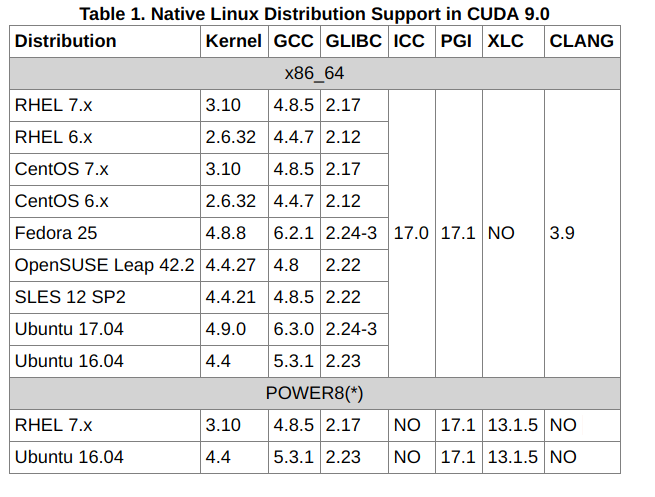 Table 1. Native Linux Distribution Support in CUDA 9.0
Distribution Kernel GCC GLIBC ICC PGI XLC CLANG
x86_64
RHEL 7.x 3.10 4.8.5 2.17
RHEL 6.x 2.6.32 4.4.7 2.12
CentOS 7.x 3.10 4.8.5 2.17
CentOS 6.x 2.6.32 4.4.7 2.12
Fedora 25 4.8.8 6.2.1 2.24-3 17.0 17.1 NO 3.9
OpenSUSE Leap 42.2 4.4.27 4.8 2.22
SLES 12 SP2 4.4.21 4.8.5 2.22
Ubuntu 17.04 4.9.0 6.3.0 2.24-3
Ubuntu 16.04 4.4 5.3.1 2.23
POWER8(*)
RHEL 7.x 3.10 4.8.5 2.17 NO 17.1 13.1.5 NO
Ubuntu 16.04 4.4 5.3.1 2.23 NO 17.1 13.1.5 NO